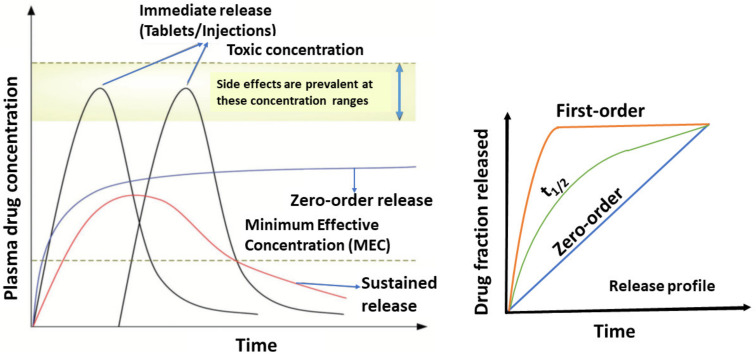 Immediate release
(Tablets/Injections)
Toxic concentration
Side effects are prevalent at
these concentration ranges
Zero-order release
Minimum Effective
Concentration (MEC)
Sustained
release
Plasma drug concentration
Time
First-order
t1/2
Zero-order
Release profile
Drug fraction released
Time